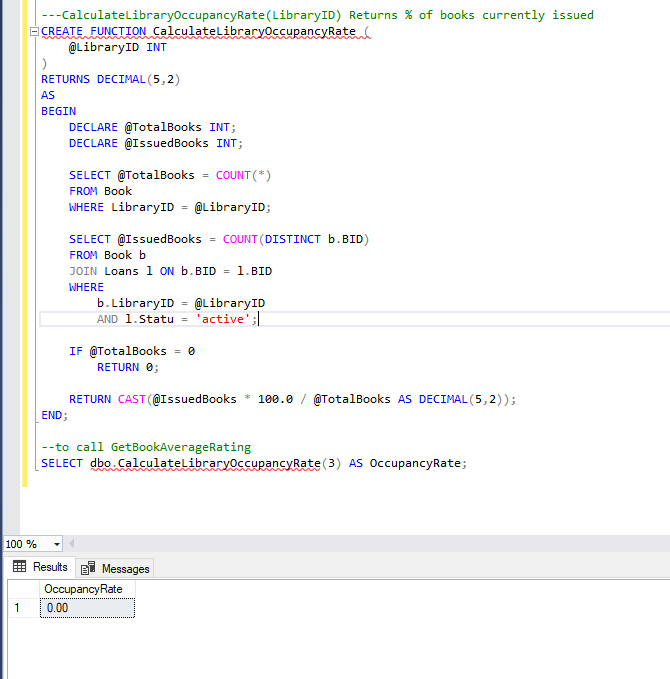 ---CalculateLibraryOccupancyRate(LibraryID) Returns % of books currently issued
CREATE FUNCTION CalculateLibraryOccupancyRate (
    @LibraryID INT
)
RETURNS DECIMAL(5,2)
AS
BEGIN
    DECLARE @TotalBooks INT;
    DECLARE @IssuedBooks INT;
    SELECT @TotalBooks = COUNT(*)
    FROM Book
    WHERE LibraryID = @LibraryID;
    SELECT @IssuedBooks = COUNT(DISTINCT b.BID)
    FROM Book b
    JOIN Loans l ON b.BID = l.BID
    WHERE
        b.LibraryID = @LibraryID
        AND l.Statu = 'active';
    IF @TotalBooks = 0
        RETURN 0;
    RETURN CAST(@IssuedBooks * 100.0 / @TotalBooks AS DECIMAL(5,2));
END;
--to call GetBookAverageRating
SELECT dbo.CalculateLibraryOccupancyRate(3) AS OccupancyRate;
100 %
Results Messages
OccupancyRate
1 0.00